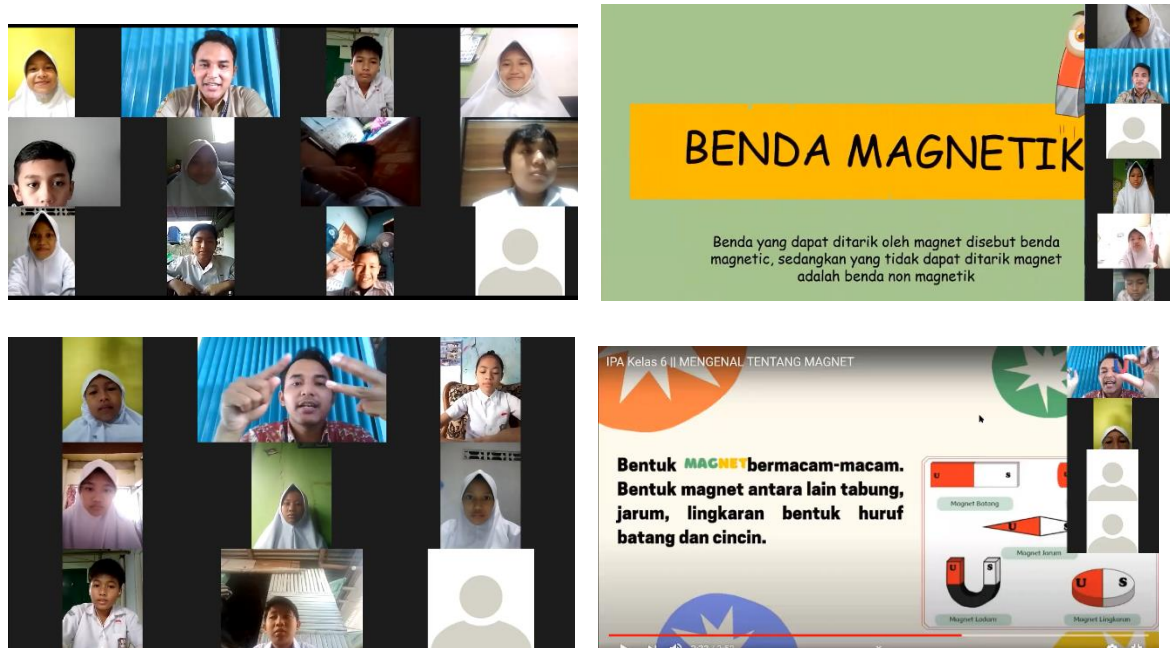 BENDA MAGNETIK
Benda yang dapat ditarik oleh magnet disebut benda
magnetic, sedangkan yang tidak dapat ditarik magnet
adalah benda non magnetik
IPA Kelas 6 || MENGENAL TENTANG MAGNET
Bentuk MAGNET bermacam-macam.
Bentuk magnet antara lain tabung,
jarum, lingkaran bentuk huruf
batang dan cincin.
U S
Magnet Batang
U S
Magnet Jarum
U S
Magnet Ladam
U S
Magnet Lingkaran